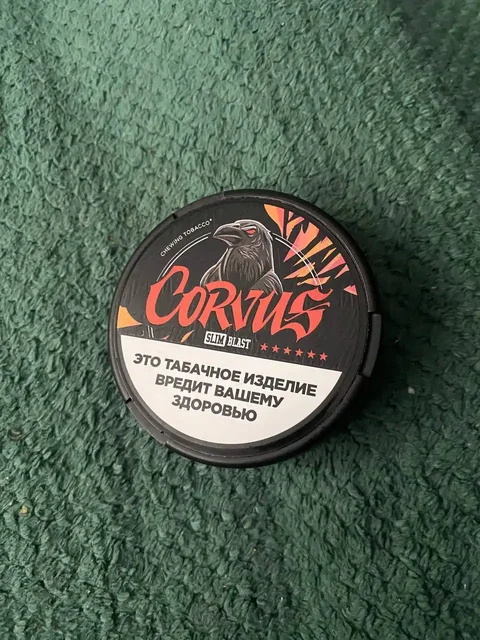 CHEWING TOBACCO*
CORVUS
SLIM BLAST
ЭТО ТАБАЧНОЕ ИЗДЕЛИЕ
ВРЕДИТ ВАШЕМУ
ЗДОРОВЬЮ